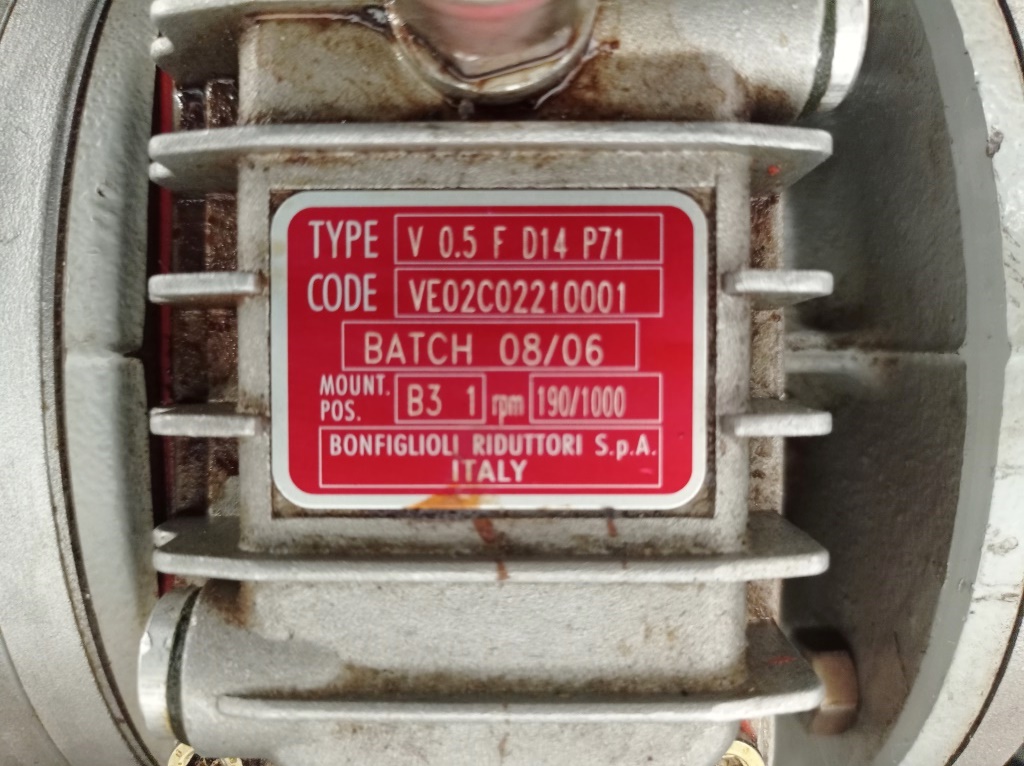 TYPE V 0.5 F D14 P71
CODE VE02C02210001
BATCH 08/06
MOUNT. POS. B3 1 rpm 190/1000
BONFIGLIOLI RIDUTTORI S.p.A.
ITALY